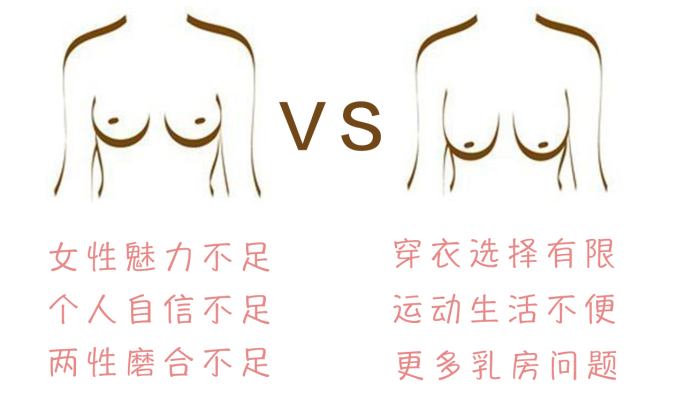 VS
女性魅力不足
个人自信不足
两性磨合不足
穿衣选择有限
运动生活不便
更多乳房问题